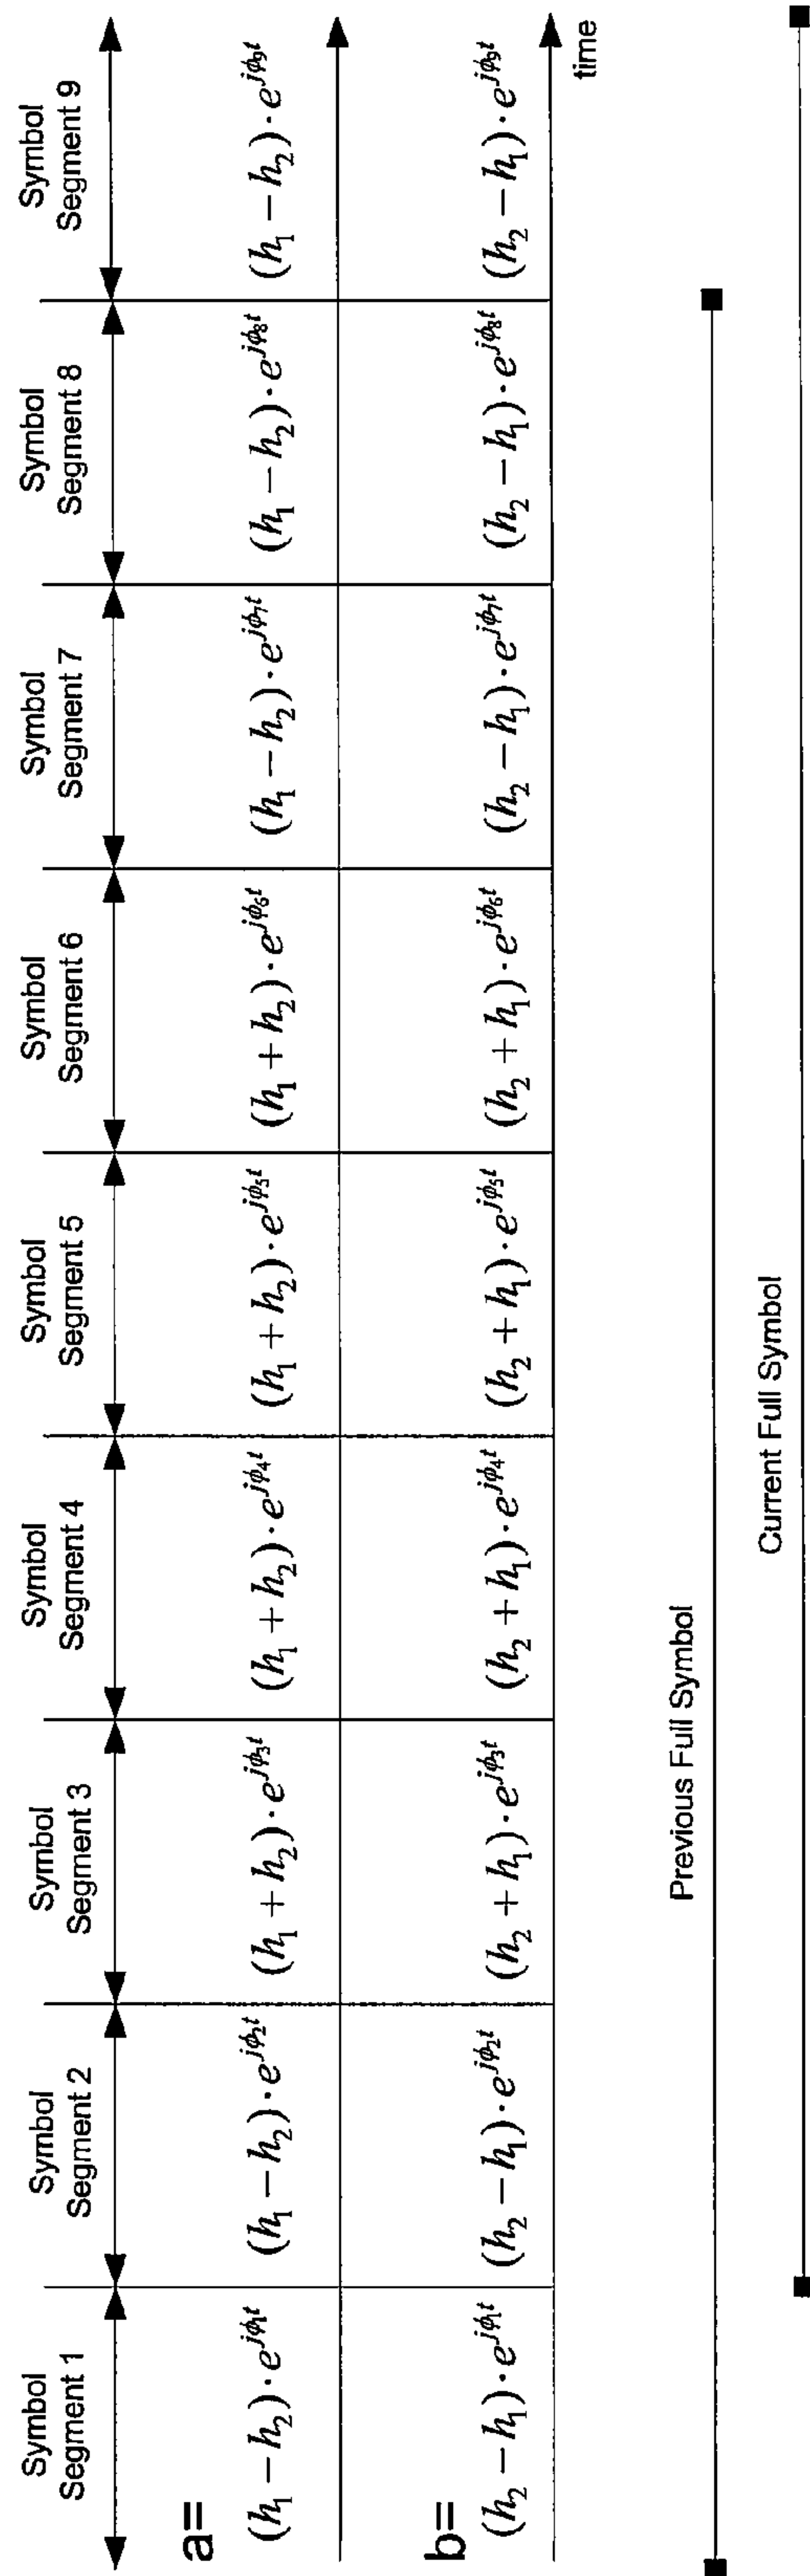 Symbol
Segment 1
Symbol
Segment 2
Symbol
Segment 3
Symbol
Segment 4
Symbol
Segment 5
Symbol
Segment 6
Symbol
Segment 7
Symbol
Segment 8
Symbol
Segment 9
a=
(h₁ − h₂)·e^{jϕ₁t}
(h₁ − h₂)·e^{jϕ₂t}
(h₁ + h₂)·e^{jϕ₃t}
(h₁ + h₂)·e^{jϕ₄t}
(h₁ + h₂)·e^{jϕ₅t}
(h₁ + h₂)·e^{jϕ₆t}
(h₁ − h₂)·e^{jϕ₇t}
(h₁ − h₂)·e^{jϕ₈t}
(h₁ − h₂)·e^{jϕ₉t}
b=
(h₂ − h₁)·e^{jϕ₁t}
(h₂ − h₁)·e^{jϕ₂t}
(h₂ + h₁)·e^{jϕ₃t}
(h₂ + h₁)·e^{jϕ₄t}
(h₂ + h₁)·e^{jϕ₅t}
(h₂ + h₁)·e^{jϕ₆t}
(h₂ − h₁)·e^{jϕ₇t}
(h₂ − h₁)·e^{jϕ₈t}
(h₂ − h₁)·e^{jϕ₉t}
time
Previous Full Symbol
Current Full Symbol